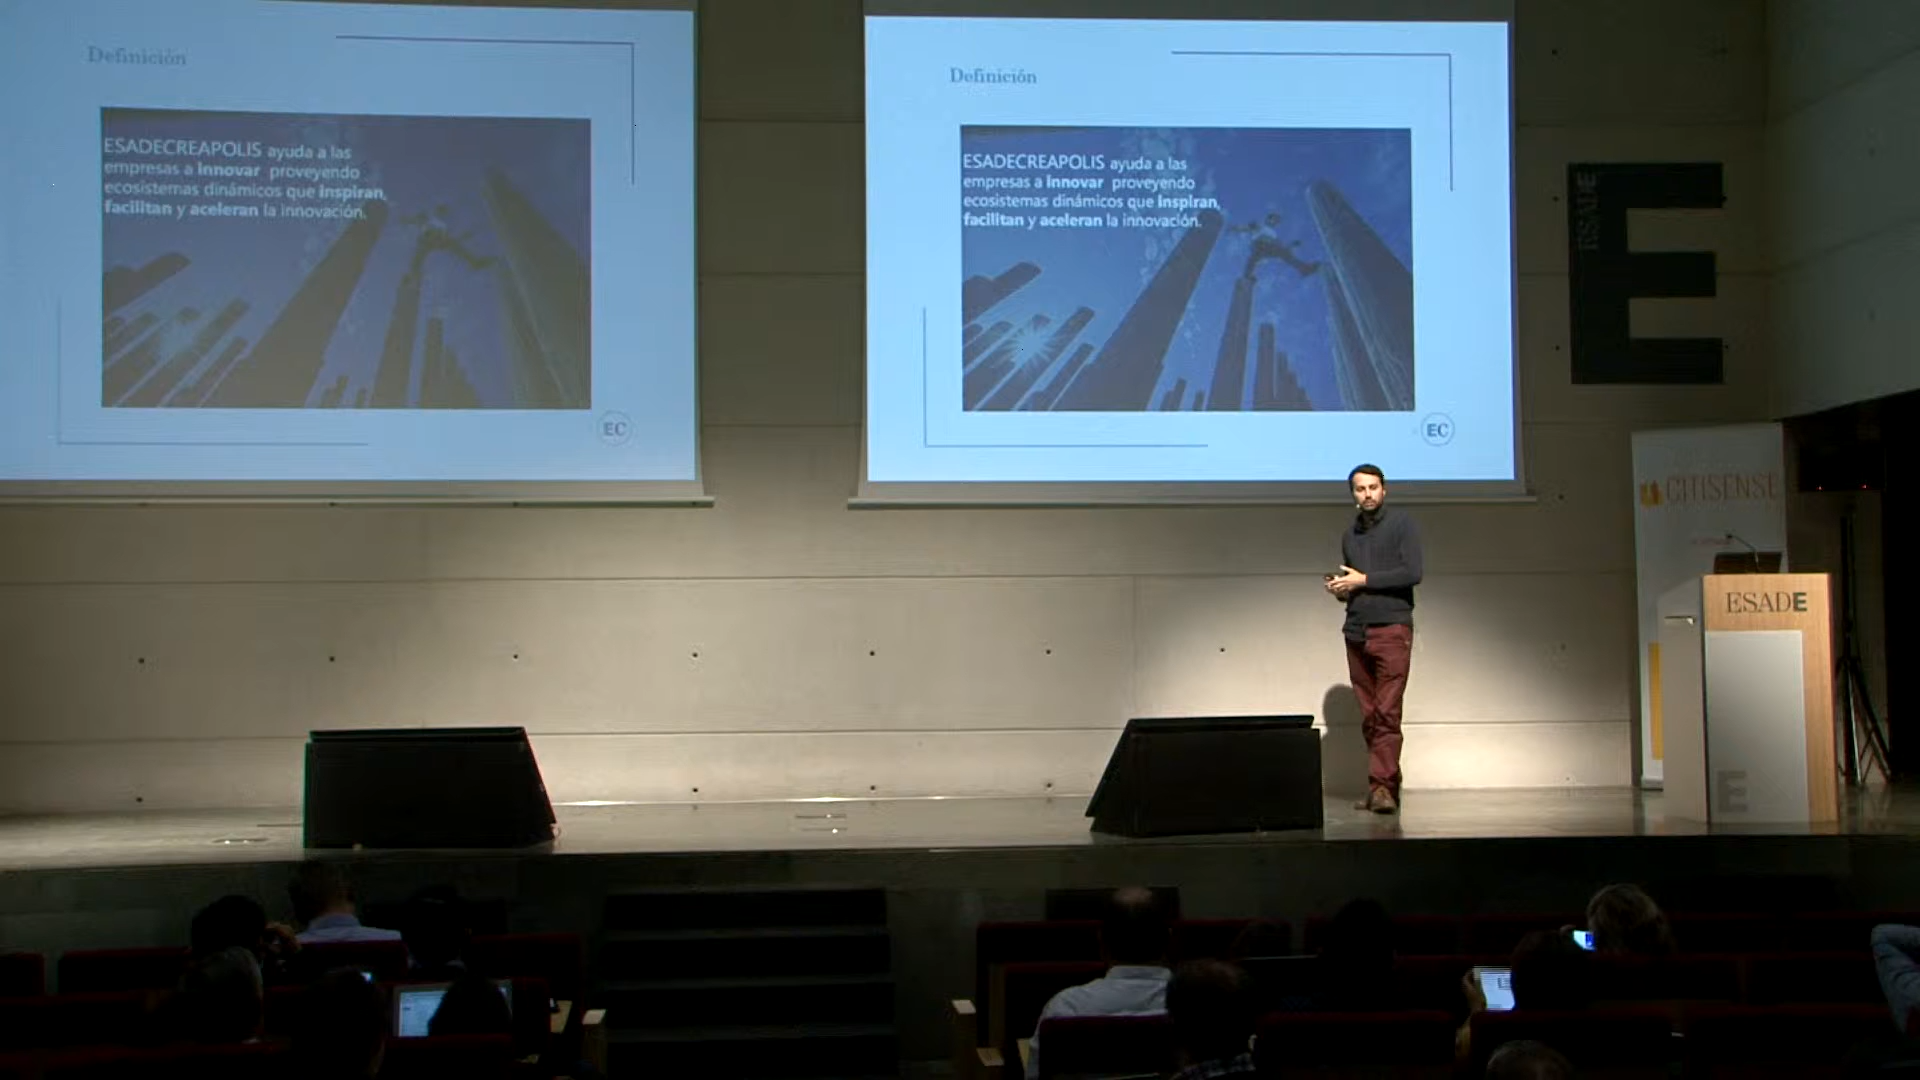 Definición
ESADECREAPOLIS ayuda a las
empresas a innovar proveyendo
ecosistemas dinámicos que inspiran,
facilitan y aceleran la innovación.
EC
Definición
ESADECREAPOLIS ayuda a las
empresas a innovar proveyendo
ecosistemas dinámicos que inspiran,
facilitan y aceleran la innovación.
EC
ESADE
E
CITISENSE
ESADE
E